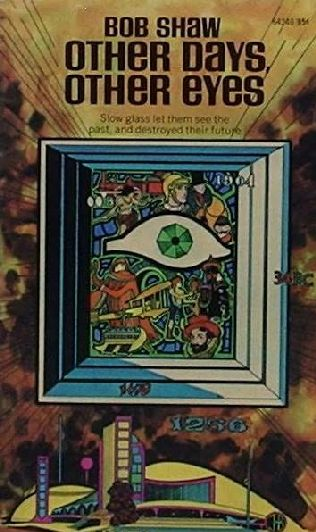 BOB SHAW
OTHER DAYS,
OTHER EYES
Slow glass let them see the
past, and destroyed their future
1904
1256